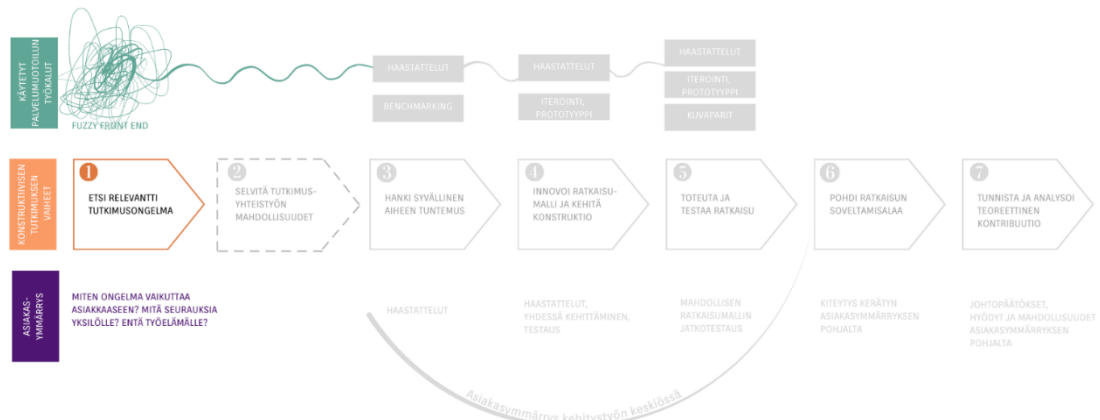 KÄYTETYT
PALVELUMUOTOILUN
TYÖKALUT
FUZZY FRONT END
HAASTATTELUT
BENCHMARKING
HAASTATTELUT
ITEROINTI,
PROTOTYYPPI
HAASTATTELUT
ITEROINTI,
PROTOTYYPPI
KUVAPARIT
KONSTRUKTIIVISEN
TUTKIMUKSEN
VAIHEET
1
ETSI RELEVANTTI
TUTKIMUSONGELMA
2
SELVITÄ TUTKIMUS-
YHTEISTYÖN
MAHDOLLISUUDET
3
HANKI SYVÄLLINEN
AIHEEN TUNTEMUS
4
INNOVOI RATKAISU-
MALLI JA KEHITÄ
KONSTRUKTIO
5
TOTEUTA JA
TESTAA RATKAISU
6
POHDI RATKAISUN
SOVELTAMISALAA
7
TUNNISTA JA ANALYSOI
TEOREETTINEN
KONTRIBUUTIO
ASIAKAS-
YMMÄRRYS
MITEN ONGELMA VAIKUTTAA
ASIAKKAASEEN? MITÄ SEURAUKSIA
YKSILÖLLE? ENTÄ TYÖELÄMÄLLE?
HAASTATTELUT
HAASTATTELUT,
YHDESSÄ KEHITTÄMINEN,
TESTAUS
MAHDOLLISEN
RATKAISUMALLIN
JATKOTESTAUS
KITEYTYS KERÄTYN
ASIAKASYMMÄRRYKSEN
POHJALTA
JOHTOPÄÄTÖKSET,
HYÖDYT JA MAHDOLLISUUDET
ASIAKASYMMÄRRYKSEN
POHJALTA
Asiakasymmärrys kehitystyön keskiössä